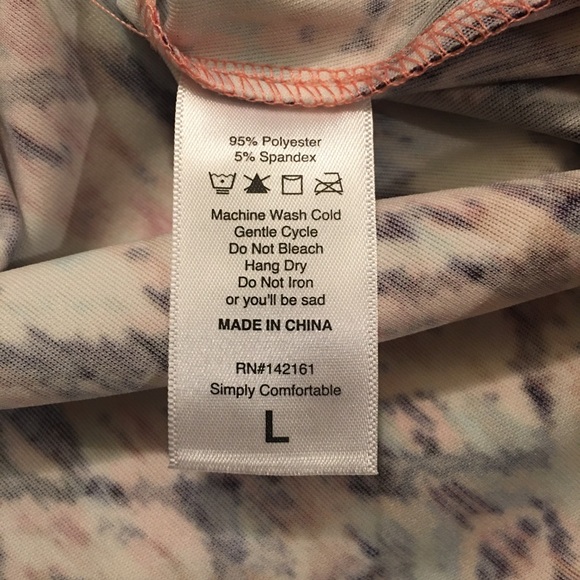 95% Polyester
5% Spandex
Machine Wash Cold
Gentle Cycle
Do Not Bleach
Hang Dry
Do Not Iron
or you'll be sad
MADE IN CHINA
RN#142161
Simply Comfortable
L